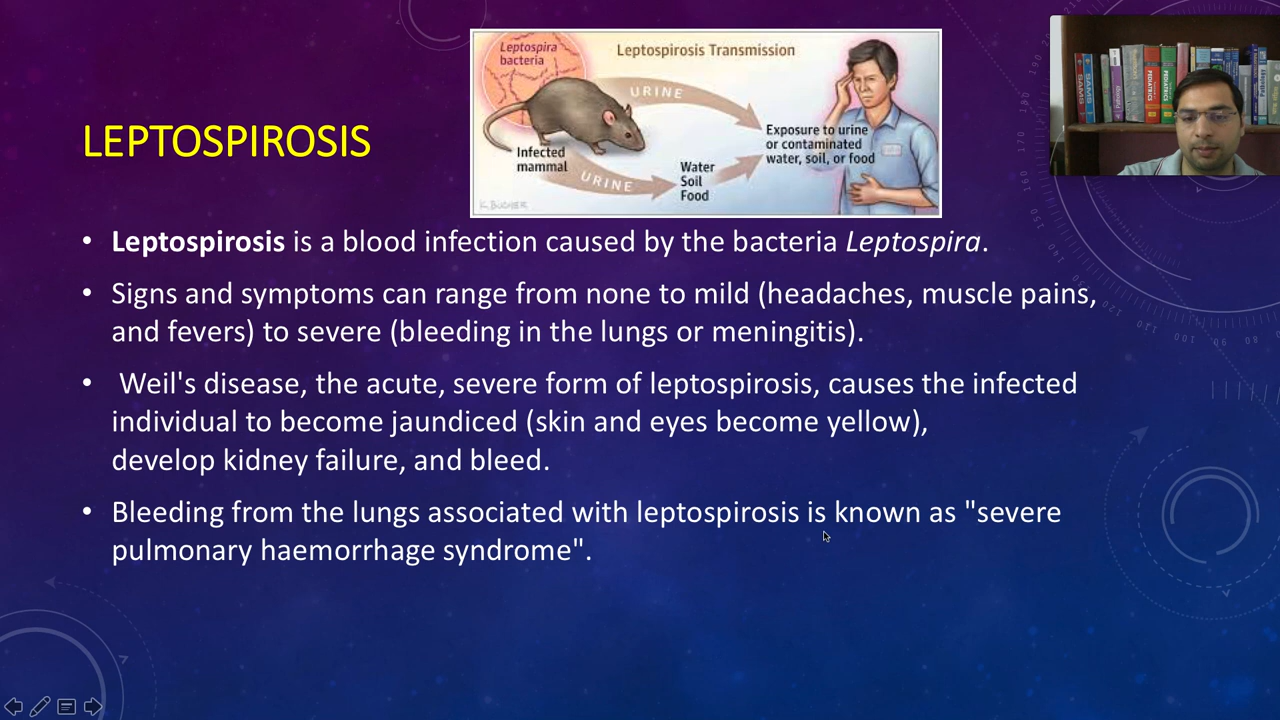 Leptospira
bacteria
Leptospirosis Transmission
URINE
Infected
mammal
URINE
Water
Soil
Food
Exposure to urine
or contaminated
water, soil, or food
LEPTOSPIROSIS
• Leptospirosis is a blood infection caused by the bacteria Leptospira.
• Signs and symptoms can range from none to mild (headaches, muscle pains,
and fevers) to severe (bleeding in the lungs or meningitis).
• Weil's disease, the acute, severe form of leptospirosis, causes the infected
individual to become jaundiced (skin and eyes become yellow),
develop kidney failure, and bleed.
• Bleeding from the lungs associated with leptospirosis is known as "severe
pulmonary haemorrhage syndrome".
SAMS
SAMS
PEDIATRICS